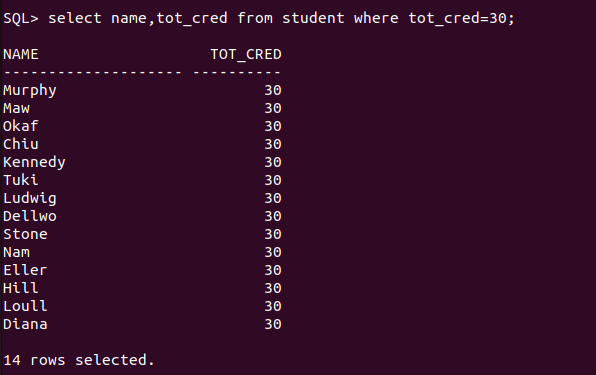 SQL> select name,tot_cred from student where tot_cred=30;
NAME                   TOT_CRED
-------------------- ----------
Murphy                       30
Maw                          30
Okaf                         30
Chiu                         30
Kennedy                      30
Tuki                         30
Ludwig                       30
Dellwo                       30
Stone                        30
Nam                          30
Eller                        30
Hill                         30
Loull                        30
Diana                        30
14 rows selected.